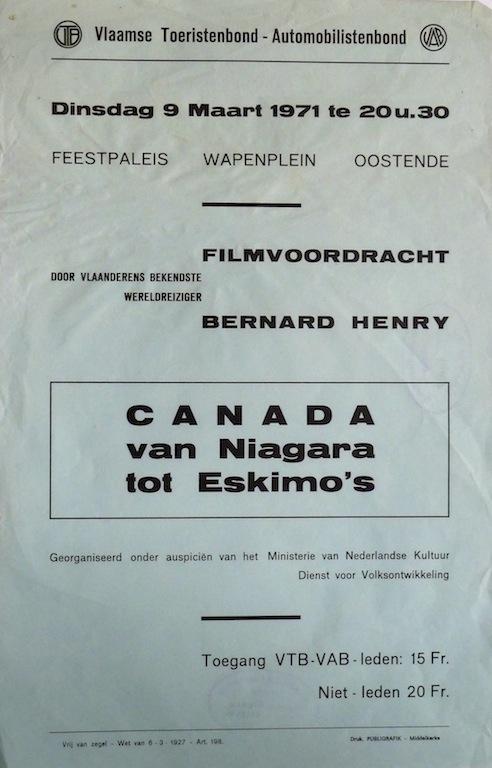 VTB Vlaamse Toeristenbond - Automobilistenbond VAB
Dinsdag 9 Maart 1971 te 20u.30
FEESTPALEIS WAPENPLEIN OOSTENDE
FILMVOORDRACHT
DOOR VLAANDERENS BEKENDSTE
WERELDREIZIGER
BERNARD HENRY
CANADA
van Niagara
tot Eskimo's
Georganiseerd onder auspiciën van het Ministerie van Nederlandse Kultuur
Dienst voor Volksontwikkeling
Toegang VTB-VAB - leden: 15 Fr.
Niet - leden 20 Fr.
Vrij van zegel - Wet van 6 - 3 - 1927 - Art. 198.
Druk. PUBLIGRAFIK - Middelkerke